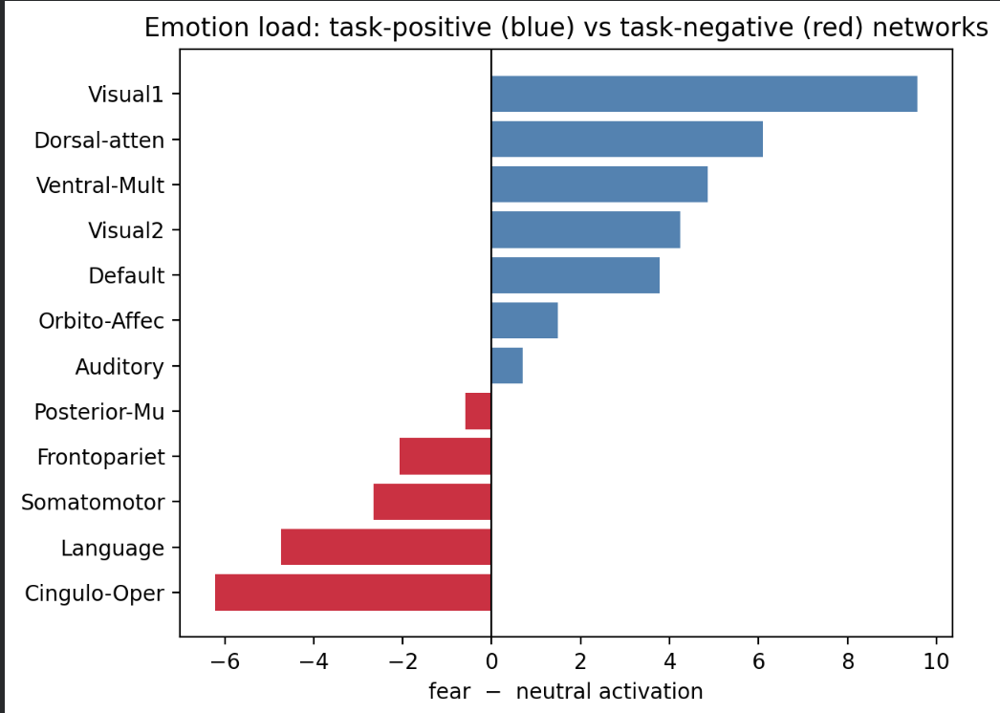 Emotion load: task-positive (blue) vs task-negative (red) networks
Visual1
Dorsal-atten
Ventral-Mult
Visual2
Default
Orbito-Affec
Auditory
Posterior-Mu
Frontopariet
Somatomotor
Language
Cingulo-Oper
−6 −4 −2 0 2 4 6 8 10
fear − neutral activation